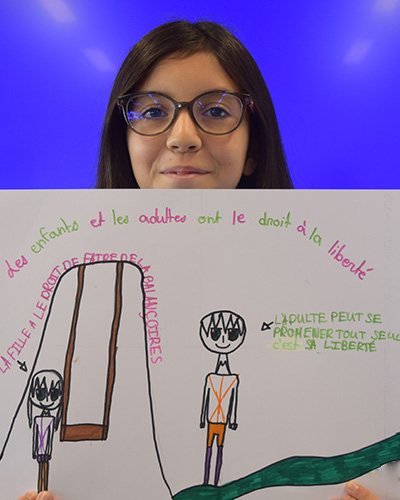 des enfants et les adultes ont le droit à la liberté
LA FILLE A LE DROIT DE FAIRE DE LA BALANÇOIRES
L'ADULTE PEUT SE
PROMENER TOUT SEUL
c'est SA LIBERTÉ